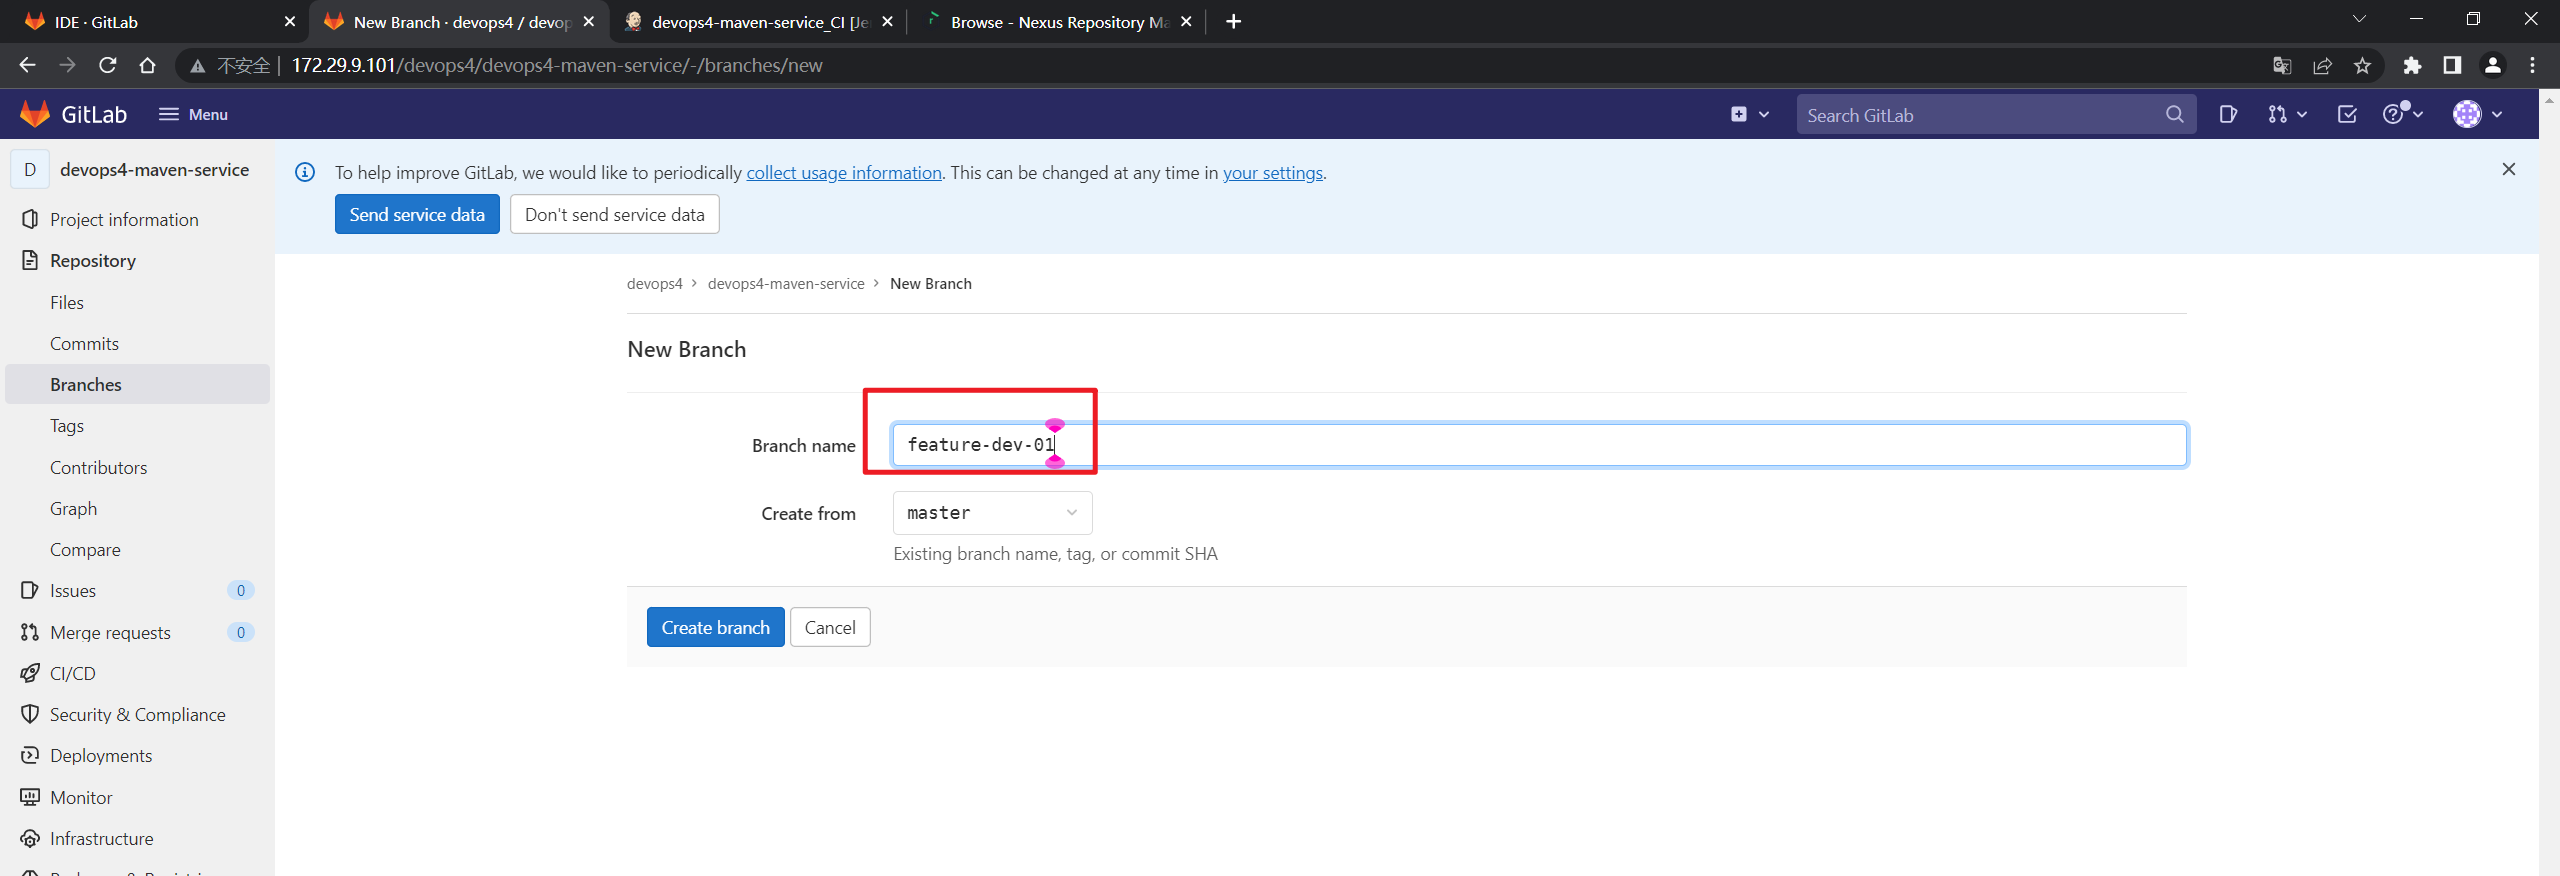 IDE · GitLab
New Branch · devops4 / devop
devops4-maven-service_CI [Je
Browse - Nexus Repository Ma
不安全 172.29.9.101/devops4/devops4-maven-service/-/branches/new
GitLab
Menu
Search GitLab
D devops4-maven-service
Project information
Repository
Files
Commits
Branches
Tags
Contributors
Graph
Compare
Issues 0
Merge requests 0
CI/CD
Security & Compliance
Deployments
Monitor
Infrastructure
To help improve GitLab, we would like to periodically collect usage information. This can be changed at any time in your settings.
Send service data Don't send service data
devops4 > devops4-maven-service > New Branch
New Branch
Branch name feature-dev-01
Create from master
Existing branch name, tag, or commit SHA
Create branch Cancel